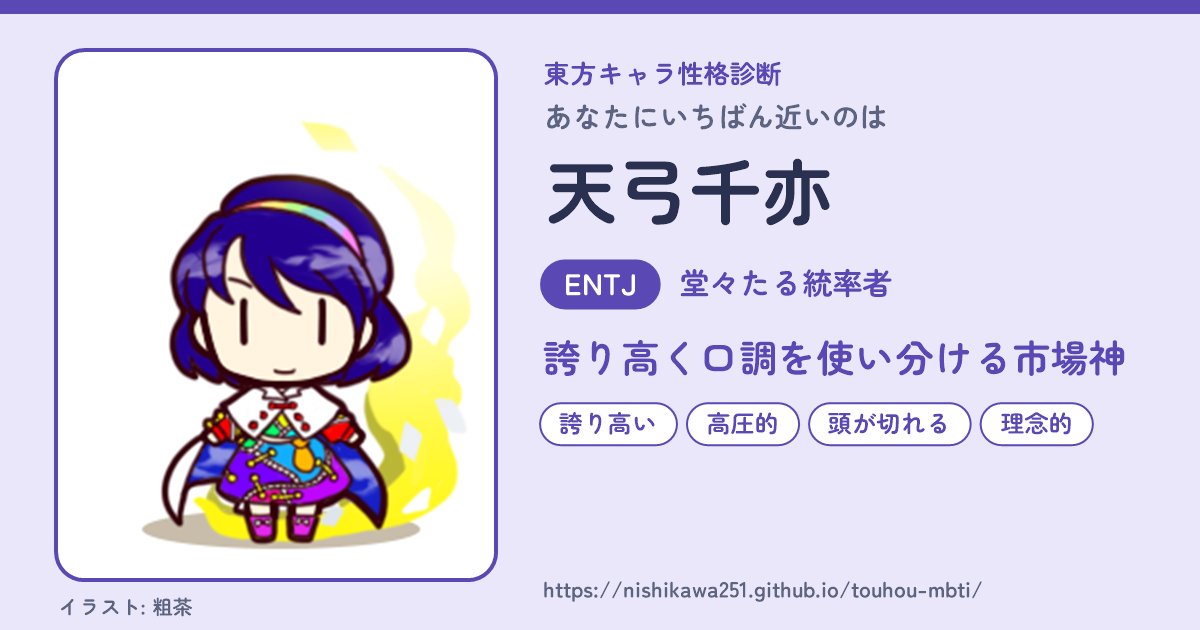 東方キャラ性格診断
あなたにいちばん近いのは
天弓千亦
ENTJ 堂々たる統率者
誇り高く口調を使い分ける市場神
誇り高い 高圧的 頭が切れる 理念的
https://nishikawa251.github.io/touhou-mbti/
イラスト: 粗茶